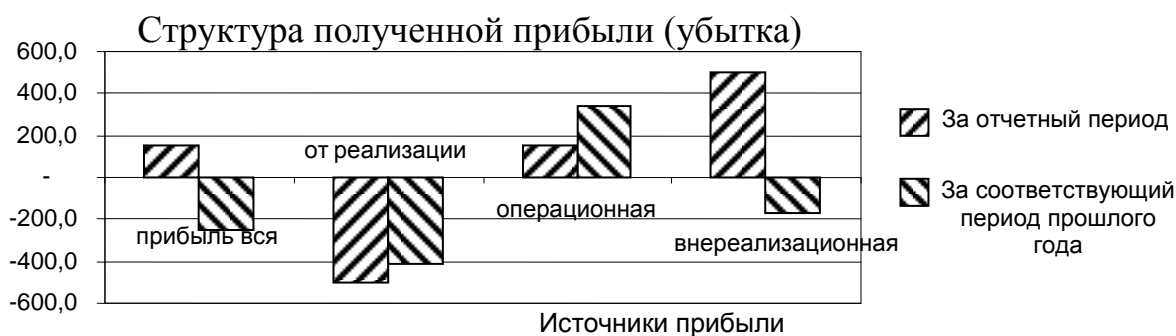 Структура полученной прибыли (убытка)
600,0
400,0
200,0
-
-200,0
-400,0
-600,0
прибыль вся
от реализации
операционная
внереализационная
Источники прибыли
За отчетный период
За соответствующий
период прошлого
года